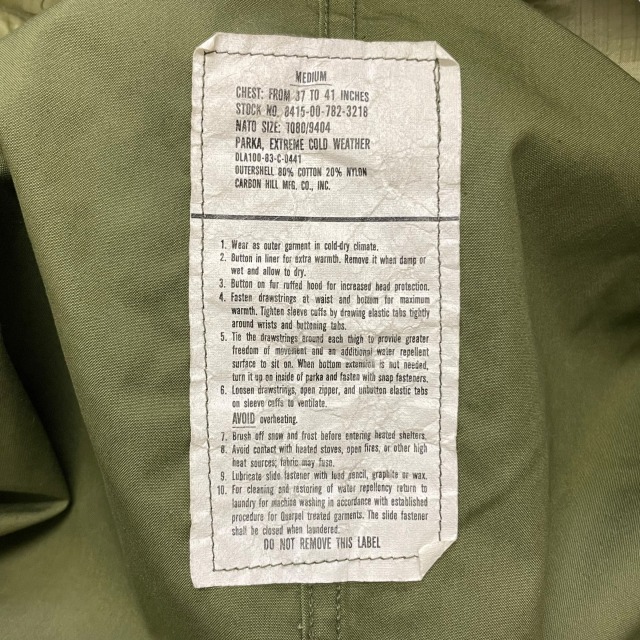 MEDIUM
CHEST: FROM 37 TO 41 INCHES
STOCK NO. 8415-00-782-3218
NATO SIZE: 7080/9404
PARKA, EXTREME COLD WEATHER
DLA100-83-C-0441
OUTERSHELL 80% COTTON 20% NYLON
CARBON HILL MFG. CO., INC.
1. Wear as outer garment in cold-dry climate.
2. Button in liner for extra warmth. Remove it when damp or
wet and allow to dry.
3. Button on fur ruffed hood for increased head protection.
4. Fasten drawstrings at waist and bottom for maximum
warmth. Tighten sleeve cuffs by drawing elastic tabs tightly
around wrists and buttoning tabs.
5. Tie the drawstrings around each thigh to provide greater
freedom of movement and an additional water repellent
surface to sit on. When bottom extension is not needed,
turn it up on inside of parka and fasten with snap fasteners.
6. Loosen drawstrings, open zipper, and unbutton elastic tabs
on sleeve cuffs to ventilate.
AVOID overheating.
7. Brush off snow and frost before entering heated shelters.
8. Avoid contact with heated stoves, open fires, or other high
heat sources; fabric may fuse.
9. Lubricate slide fastener with lead pencil, graphite or wax.
10. For cleaning and restoring of water repellency return to
laundry for machine washing in accordance with established
procedure for Quarpel treated garments. The slide fastener
shall be closed when laundered.
DO NOT REMOVE THIS LABEL